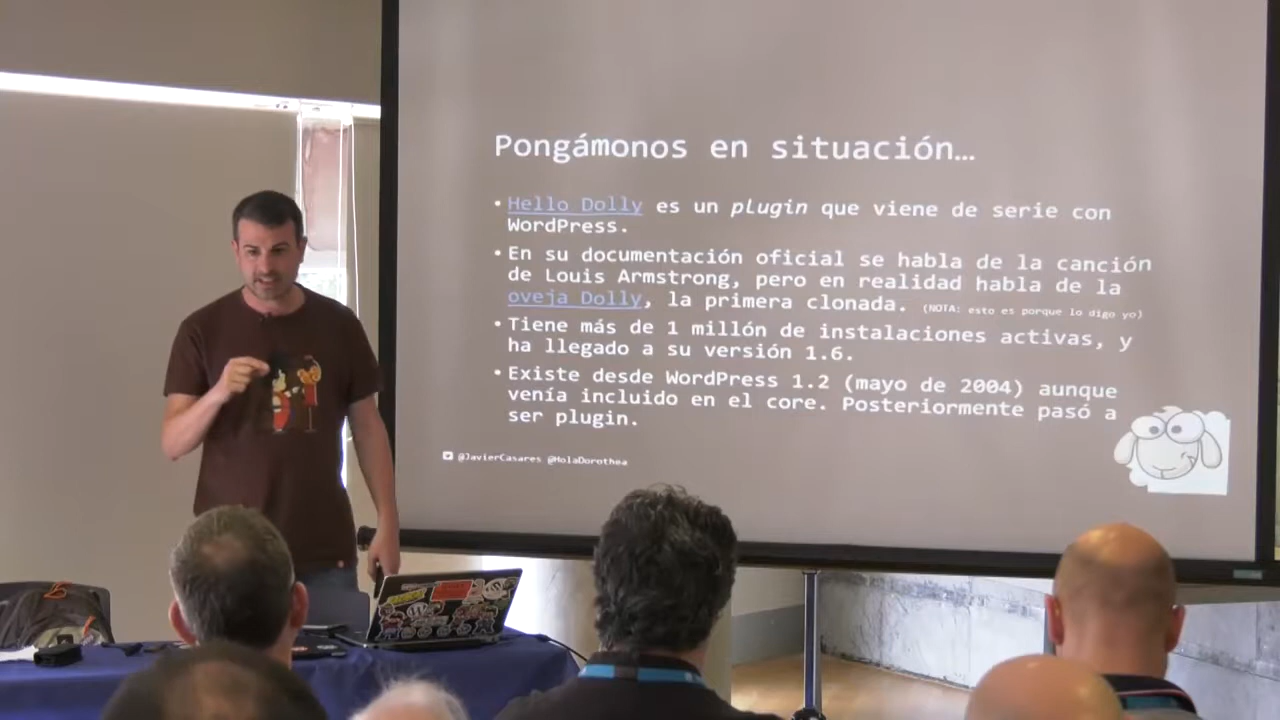 Pongámonos en situación…
• Hello Dolly es un plugin que viene de serie con
WordPress.
• En su documentación oficial se habla de la canción
de Louis Armstrong, pero en realidad habla de la
oveja Dolly, la primera clonada. (NOTA: esto es porque lo digo yo)
• Tiene más de 1 millón de instalaciones activas, y
ha llegado a su versión 1.6.
• Existe desde WordPress 1.2 (mayo de 2004) aunque
venía incluido en el core. Posteriormente pasó a
ser plugin.
@JavierCasares @HolaDorothea